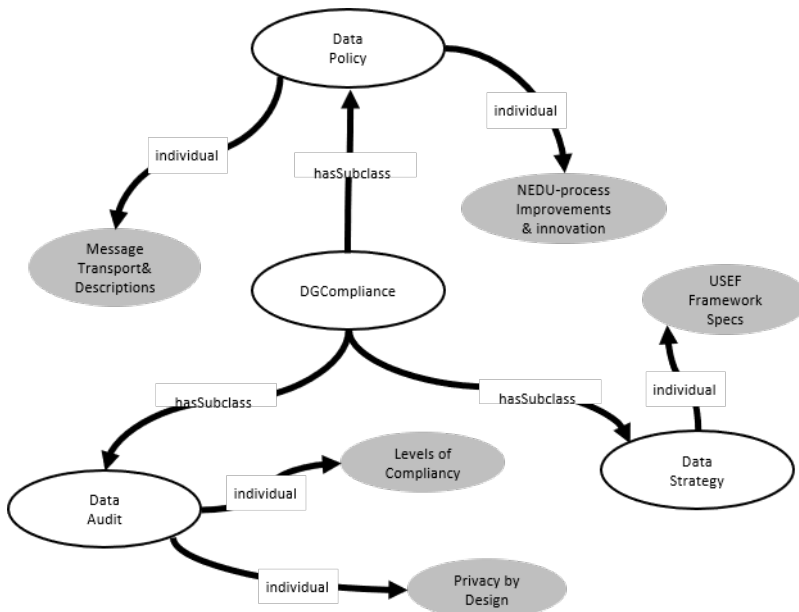 Data
Policy
individual
individual
hasSubclass
NEDU-process
Improvements
& innovation
Message
Transport&
Descriptions
DGCompliance
USEF
Framework
Specs
individual
hasSubclass
hasSubclass
Levels of
Compliancy
individual
Data
Strategy
Data
Audit
individual
Privacy by
Design